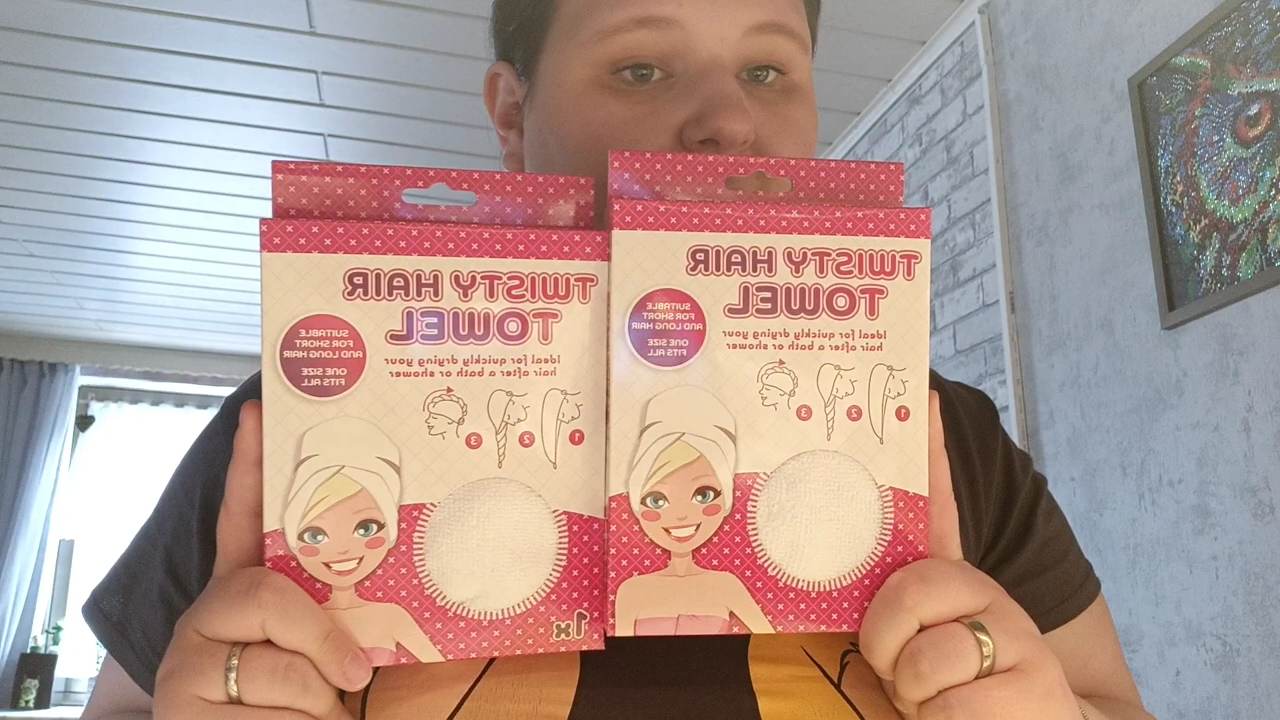 TWISTY HAIR
TOWEL
SUITABLE
FOR SHORT
AND LONG HAIR
ONE SIZE
FITS ALL
Ideal for quickly drying your
hair after a bath or shower
1
2
3
1x
TWISTY HAIR
TOWEL
SUITABLE
FOR SHORT
AND LONG HAIR
ONE SIZE
FITS ALL
Ideal for quickly drying your
hair after a bath or shower
1
2
3